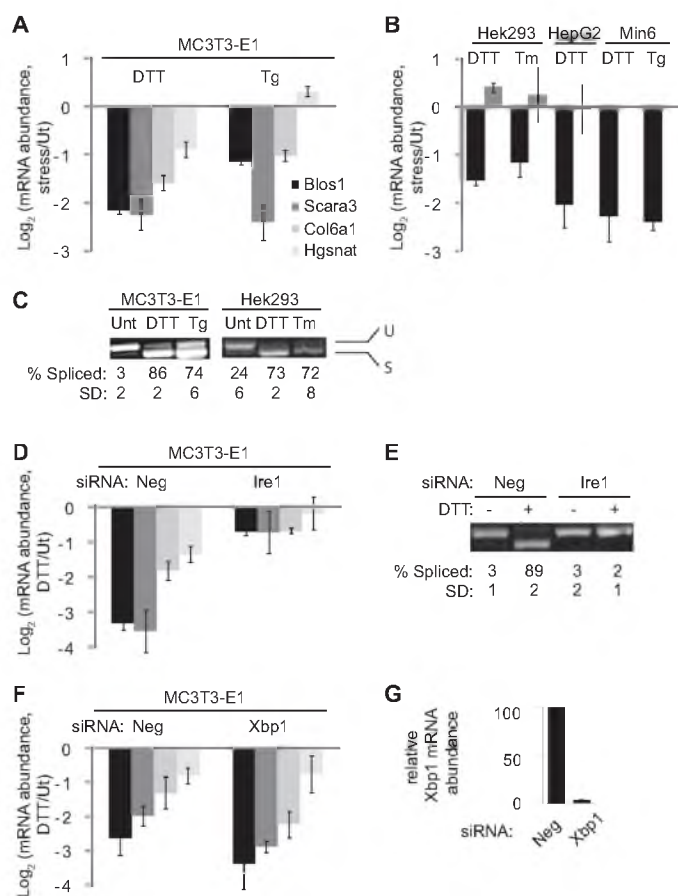 A
MC3T3-E1
DTT Tg
Log2 (mRNA abundance, stress/Ut)
1
0
-1
-2
-3
Blos1
Scara3
Col6a1
Hgsnat
B
Hek293 HepG2 Min6
DTT Tm DTT DTT Tg
Log2 (mRNA abundance, stress/Ut)
1
0
-1
-2
-3
C
MC3T3-E1 Hek293
Unt DTT Tg Unt DTT Tm
U
S
% Spliced: 3 86 74 24 73 72
SD: 2 2 6 6 2 8
D
MC3T3-E1
siRNA: Neg Ire1
Log2 (mRNA abundance, DTT/Ut)
0
-1
-2
-3
-4
E
siRNA: Neg Ire1
DTT: - + - +
% Spliced: 3 89 3 2
SD: 1 2 2 1
F
MC3T3-E1
siRNA: Neg Xbp1
Log2 (mRNA abundance, DTT/Ut)
0
-1
-2
-3
-4
G
relative Xbp1 mRNA abundance
100
50
0
siRNA: Neg Xbp1